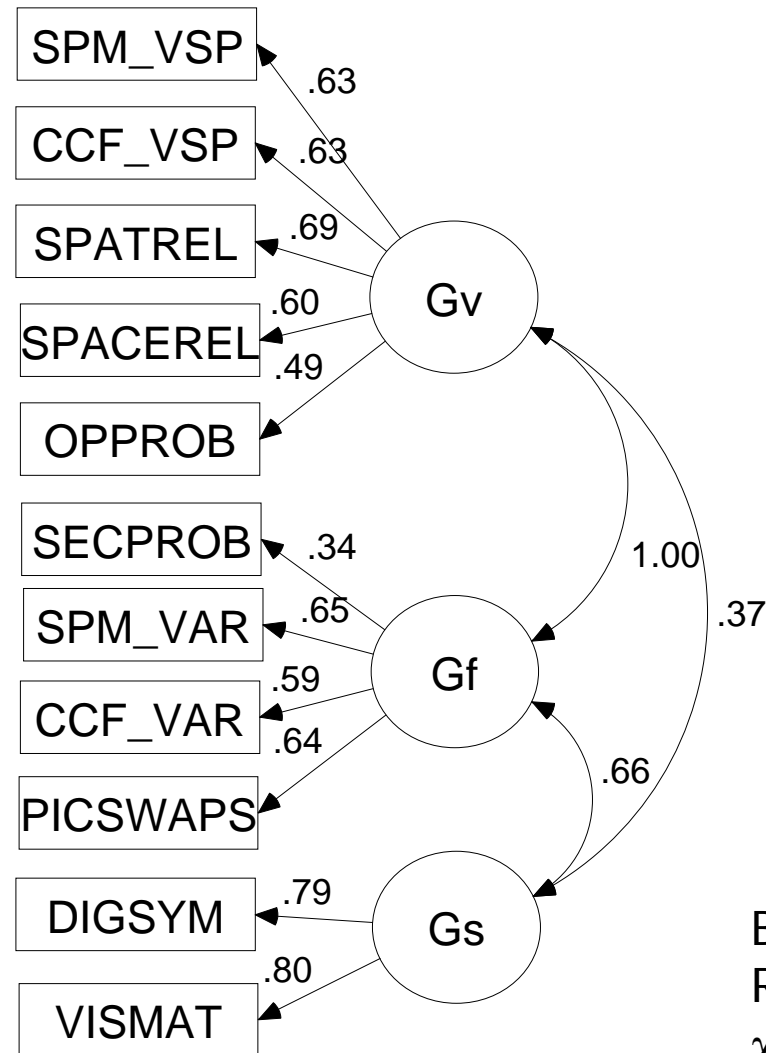 SPM_VSP
.63
CCF_VSP
.63
SPATREL
.69
Gv
SPACEREL
.60
.49
OPPROB
SECPROB
.34
1.00
.37
SPM_VAR
.65
Gf
CCF_VAR
.59
.64
PICSWAPS
.66
DIGSYM
.79
Gs
.80
VISMAT